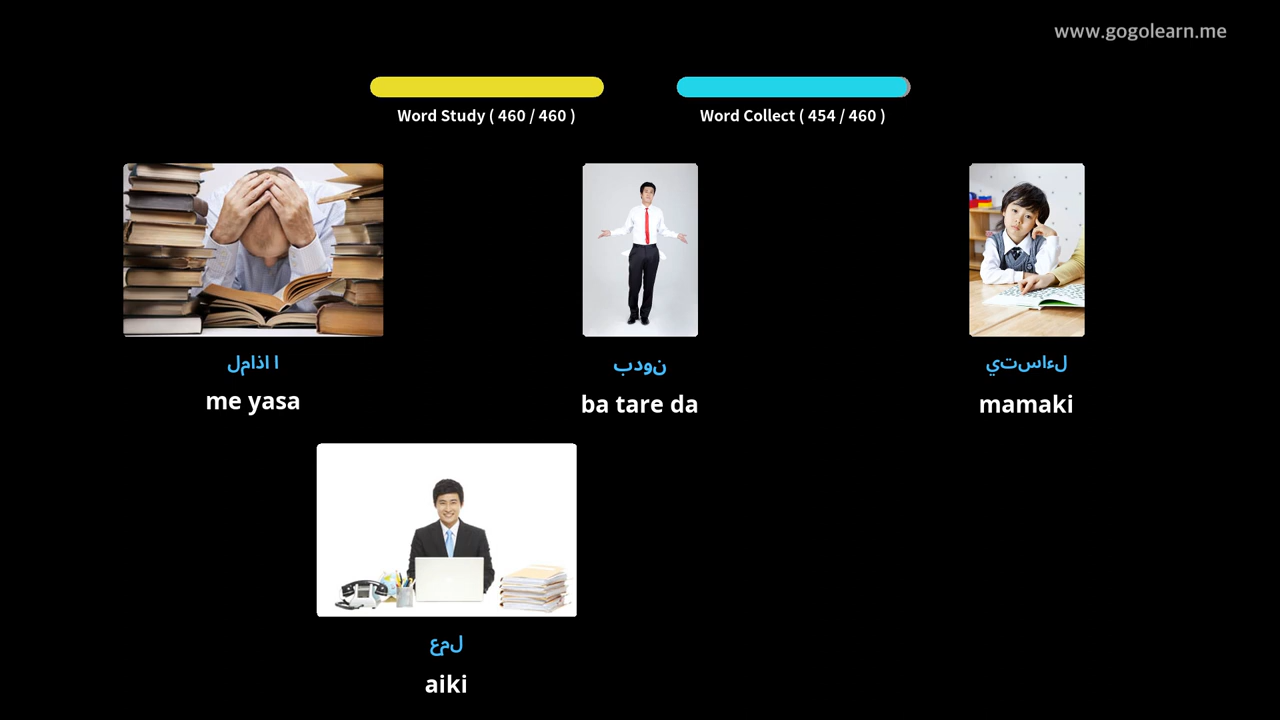 www.gogolearn.me
Word Study ( 460 / 460 )
Word Collect ( 454 / 460 )
ا اذامل
me yasa
نودب
ba tare da
لءاستي
mamaki
لمع
aiki